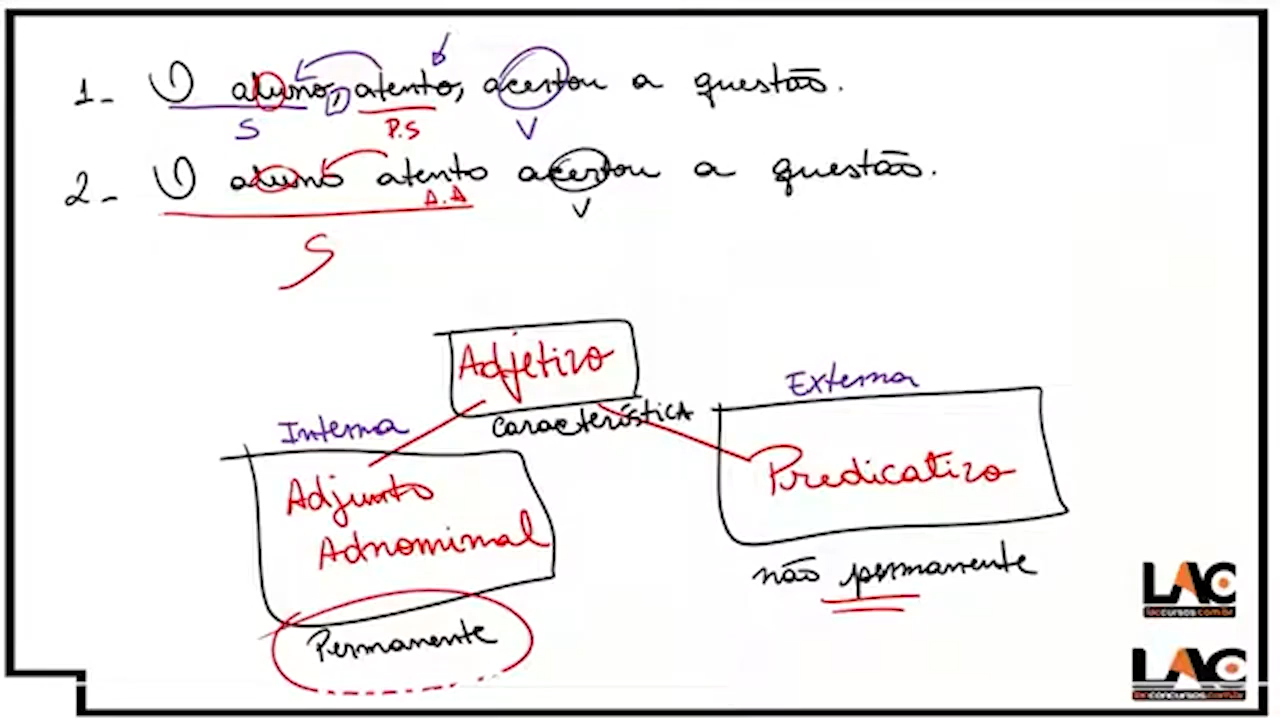 1- O aluno, atento, acertou a questão.
S P.S V
2- O aluno atento acertou a questão.
A.A V
S
Adjetivo
Característica
Interna
Externa
Adjunto
Adnominal
Predicativo
Permanente
não permanente
LAC
lacconcursos.com.br
LAC
lacconcursos.com.br